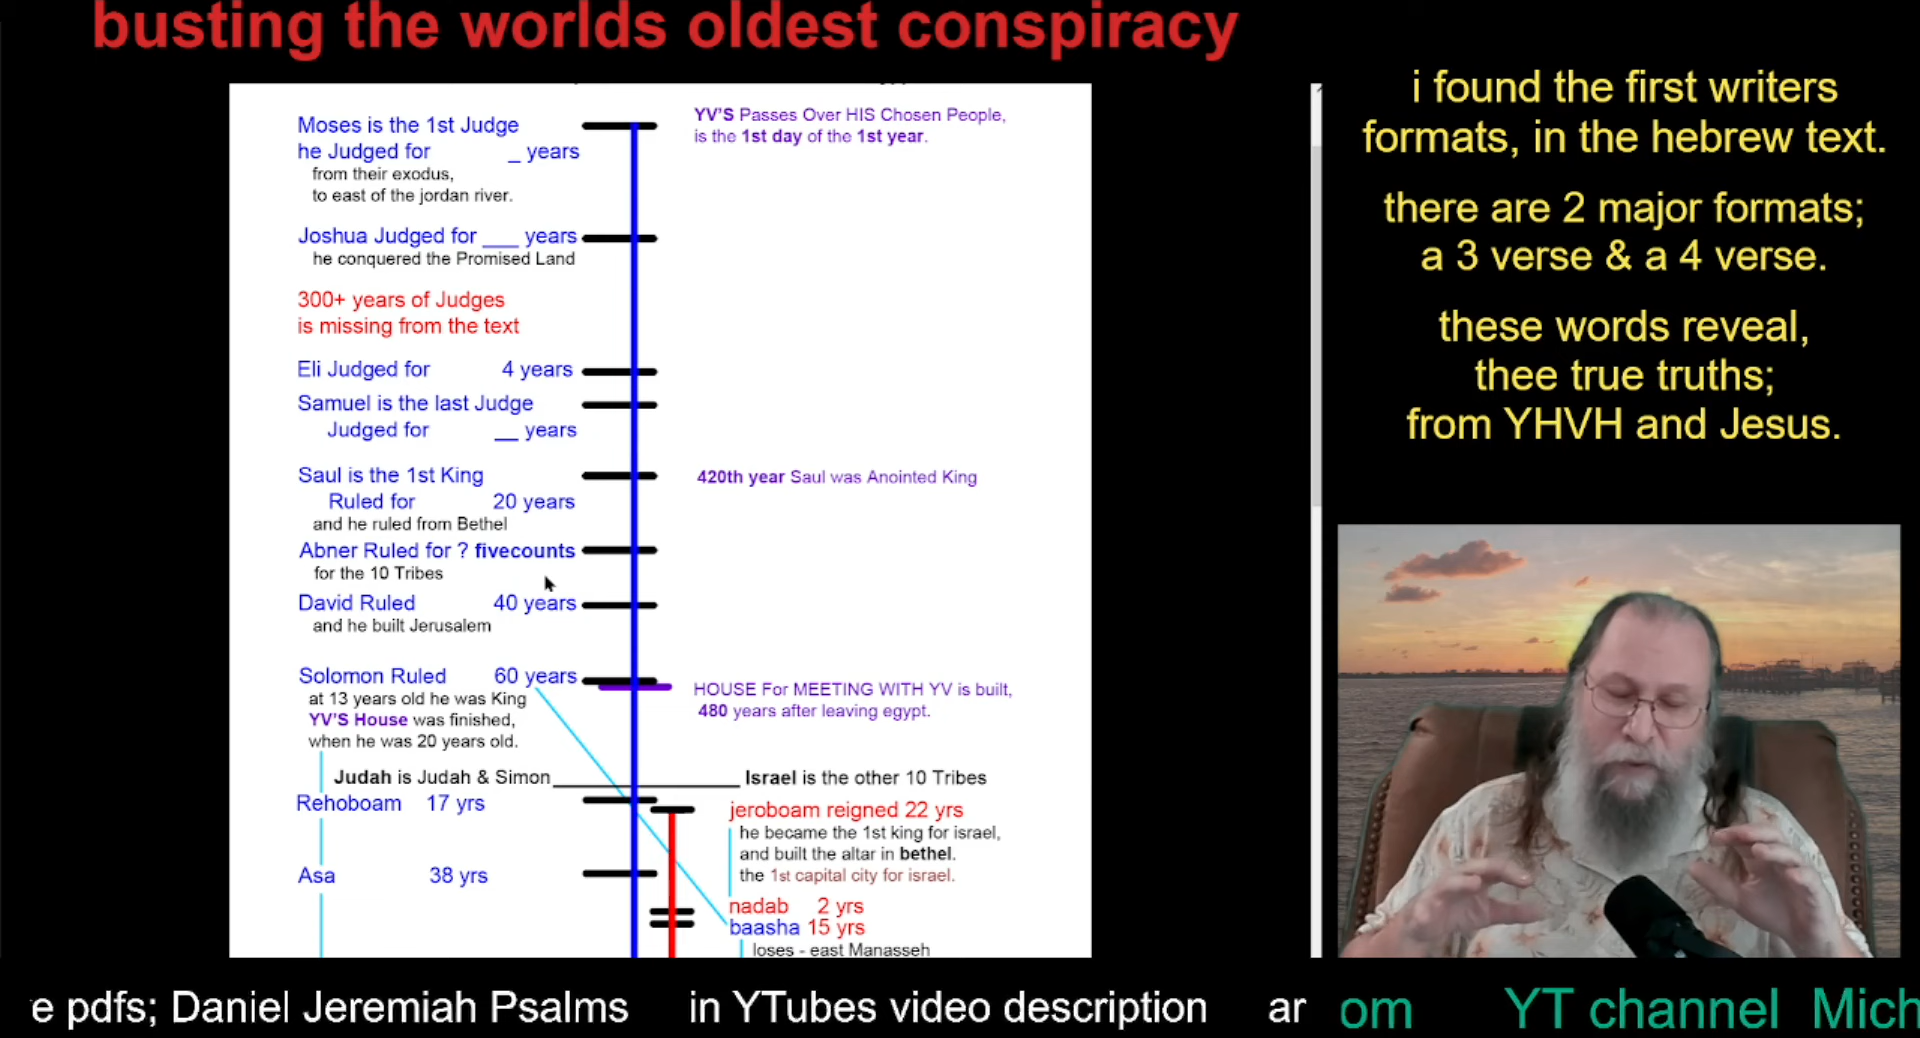 busting the worlds oldest conspiracy
Moses is the 1st Judge
he Judged for _ years
from their exodus,
to east of the jordan river.
Joshua Judged for ___ years
he conquered the Promised Land
300+ years of Judges
is missing from the text
Eli Judged for 4 years
Samuel is the last Judge
Judged for __ years
Saul is the 1st King
Ruled for 20 years
and he ruled from Bethel
Abner Ruled for ? fivecounts
for the 10 Tribes
David Ruled 40 years
and he built Jerusalem
Solomon Ruled 60 years
at 13 years old he was King
YV'S House was finished,
when he was 20 years old.
Judah is Judah & Simon
Rehoboam 17 yrs
Asa 38 yrs
YV'S Passes Over HIS Chosen People,
is the 1st day of the 1st year.
420th year Saul was Anointed King
HOUSE For MEETING WITH YV is built,
480 years after leaving egypt.
Israel is the other 10 Tribes
jeroboam reigned 22 yrs
he became the 1st king for israel,
and built the altar in bethel.
the 1st capital city for israel.
nadab 2 yrs
baasha 15 yrs
loses - east Manasseh
i found the first writers
formats, in the hebrew text.
there are 2 major formats;
a 3 verse & a 4 verse.
these words reveal,
thee true truths;
from YHVH and Jesus.
e pdfs; Daniel Jeremiah Psalms in YTubes video description ar
om YT channel Mich